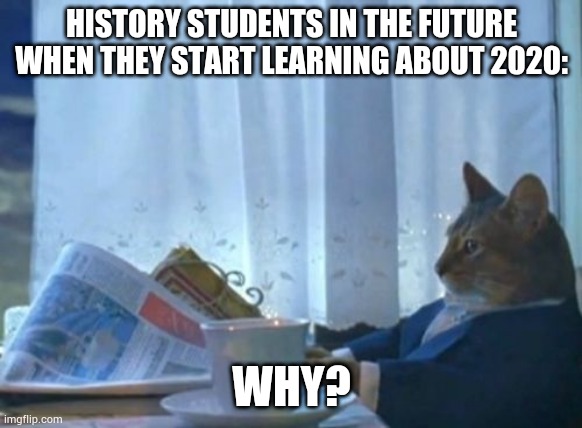 HISTORY STUDENTS IN THE FUTURE
WHEN THEY START LEARNING ABOUT 2020:
WHY?
imgflip.com